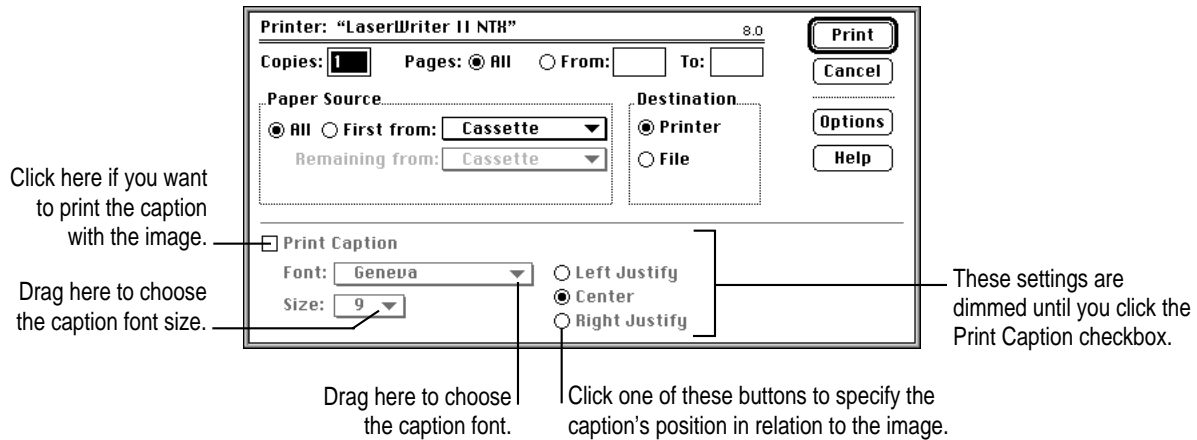 Printer: “LaserWriter II NTX” 8.0
Print
Copies: 1 Pages: All From: To:
Cancel
Paper Source
Destination
All First from: Cassette
Printer
Options
Remaining from: Cassette
File
Help
Click here if you want
to print the caption
with the image.
Print Caption
Font: Geneva
Left Justify
Size: 9
Center
Right Justify
Drag here to choose
the caption font size.
These settings are
dimmed until you click the
Print Caption checkbox.
Drag here to choose
the caption font.
Click one of these buttons to specify the
caption’s position in relation to the image.